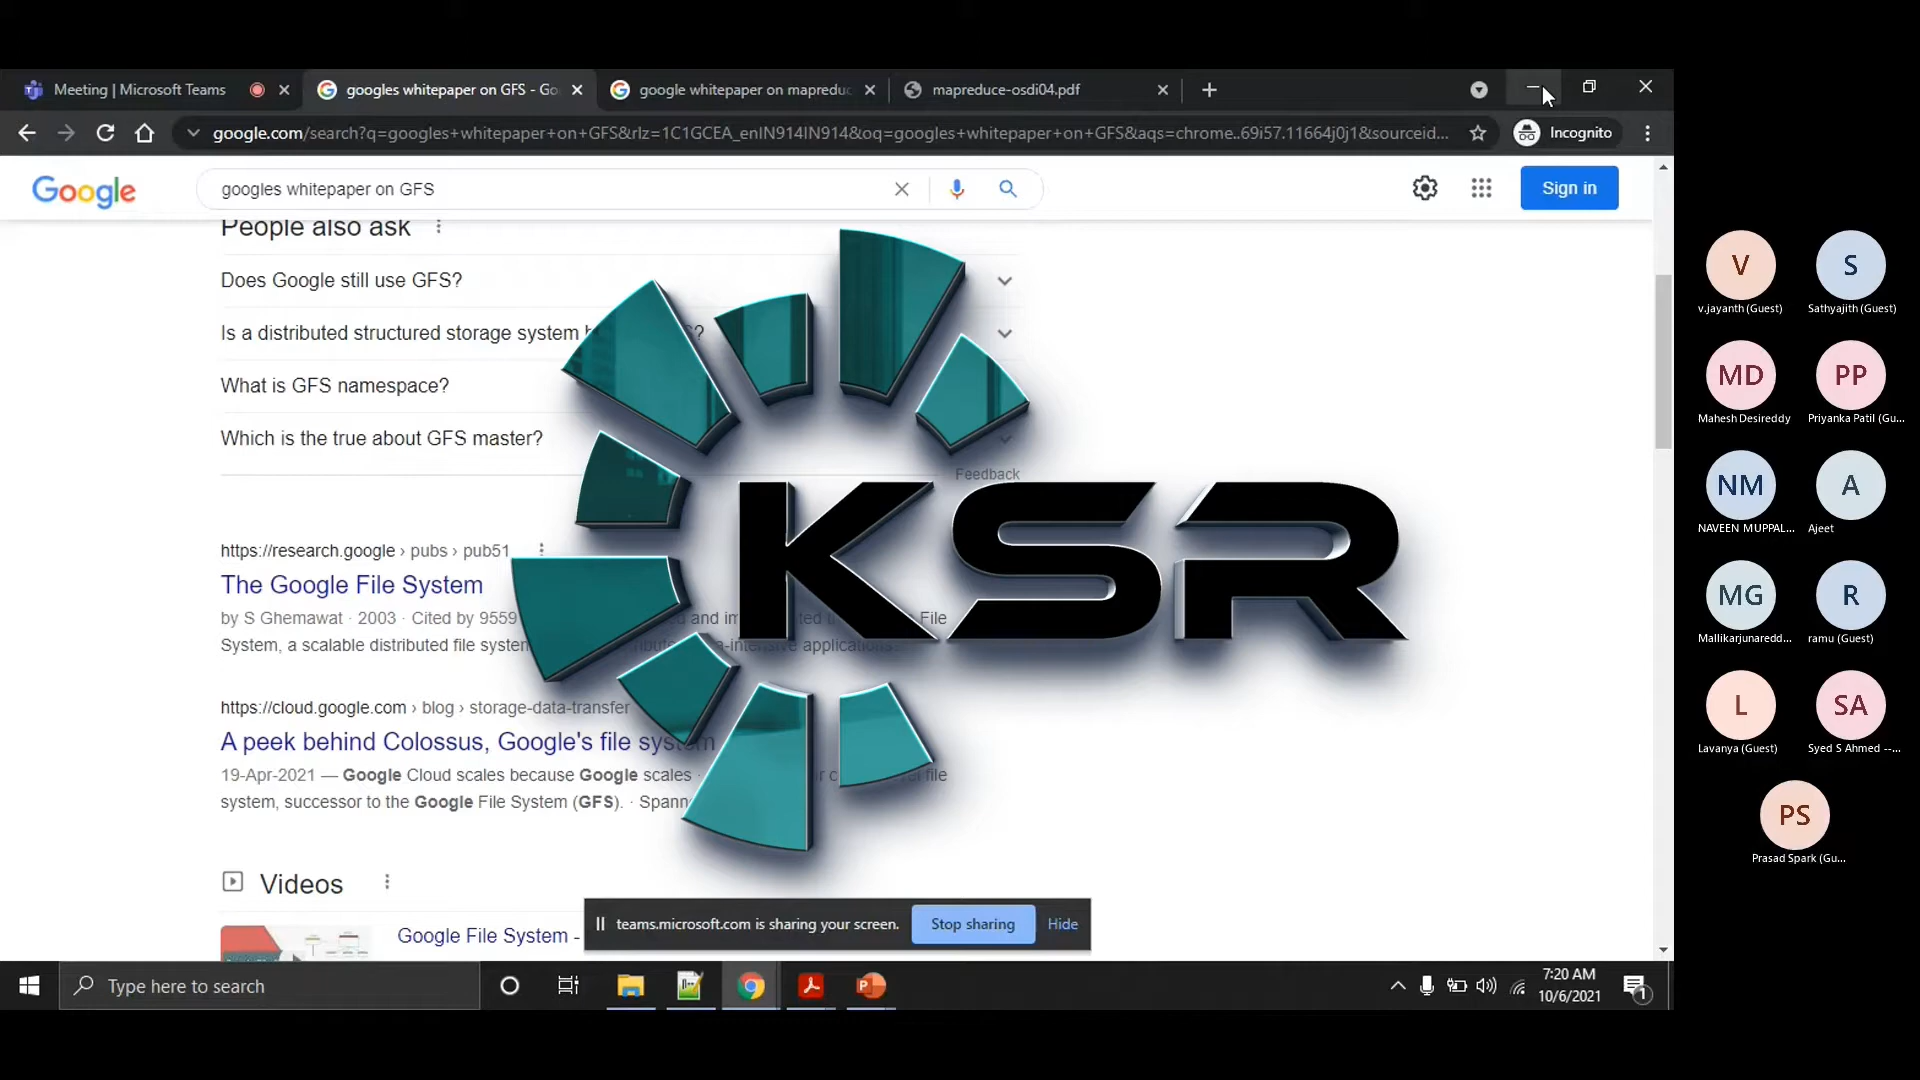 Meeting | Microsoft Teams
googles whitepaper on GFS - Go
google whitepaper on mapreduc
mapreduce-osdi04.pdf
google.com/search?q=googles+whitepaper+on+GFS&rlz=1C1GCEA_enIN914IN914&oq=googles+whitepaper+on+GFS&aqs=chrome..69i57.11664j0j1&sourceid...
Incognito
Google
googles whitepaper on GFS
Sign in
People also ask
Does Google still use GFS?
Is a distributed structured storage system ?
What is GFS namespace?
Which is the true about GFS master?
Feedback
KSR
https://research.google › pubs › pub51
The Google File System
by S Ghemawat · 2003 · Cited by 9559 and File
System, a scalable distributed file system applications.
https://cloud.google.com › blog › storage-data-transfer
A peek behind Colossus, Google's file system
19-Apr-2021 — Google Cloud scales because Google scales · file
system, successor to the Google File System (GFS). ·
Videos
Google File System -
teams.microsoft.com is sharing your screen.
Stop sharing
Hide
Type here to search
7:20 AM
10/6/2021
1
V
v.jayanth (Guest)
S
Sathyajith (Guest)
MD
Mahesh Desireddy
PP
Priyanka Patil (Gu...
NM
NAVEEN MUPPAL...
A
Ajeet
MG
Mallikarjunaredd...
R
ramu (Guest)
L
Lavanya (Guest)
SA
Syed S Ahmed --...
PS
Prasad Spark (Gu...